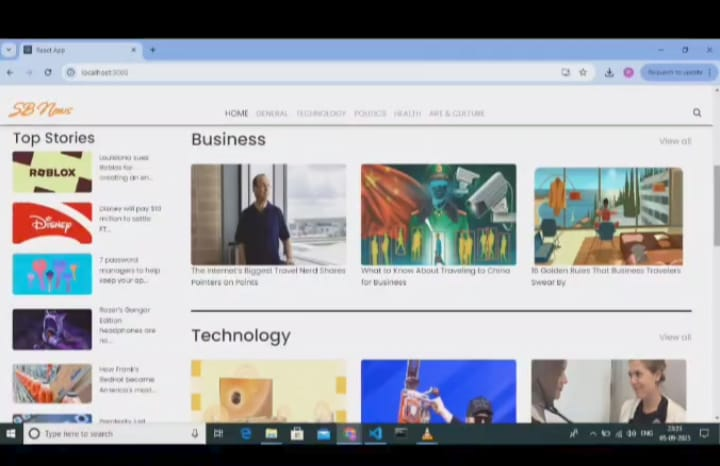 React App
localhost:3000
Request to update
SB News
HOME GENERAL TECHNOLOGY POLITICS HEALTH ART & CULTURE
Top Stories
ROBLOX
Louisiana sues
Roblox for
creating an en...
DISNEY
Disney will pay $10
million to settle
FT...
7 password
managers to help
keep your ap...
Razer's Gengar
Edition
headphones are
no...
How Frank's
RedHot became
America's most...
Business
View all
The Internet's Biggest Travel Nerd Shares
Pointers on Points
What to Know About Traveling to China
for Business
Golden Rules That Business Travelers
Swear By
Technology
View all
Type here to search
ENG
23:23
05-09-2025